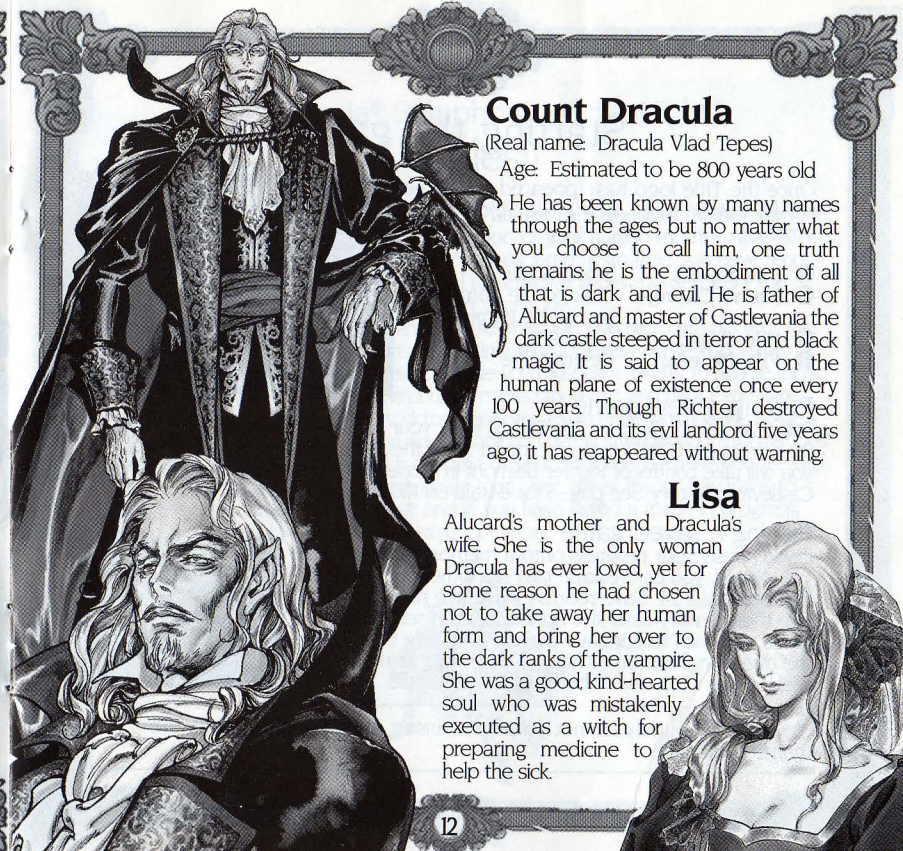 Count Dracula
(Real name: Dracula Vlad Tepes)
Age: Estimated to be 800 years old
He has been known by many names
through the ages, but no matter what
you choose to call him, one truth
remains: he is the embodiment of all
that is dark and evil. He is father of
Alucard and master of Castlevania the
dark castle steeped in terror and black
magic. It is said to appear on the
human plane of existence once every
100 years. Though Richter destroyed
Castlevania and its evil landlord five years
ago, it has reappeared without warning.
Lisa
Alucard's mother and Dracula's
wife. She is the only woman
Dracula has ever loved, yet for
some reason he had chosen
not to take away her human
form and bring her over to
the dark ranks of the vampire.
She was a good, kind-hearted
soul who was mistakenly
executed as a witch for
preparing medicine to
help the sick.
12